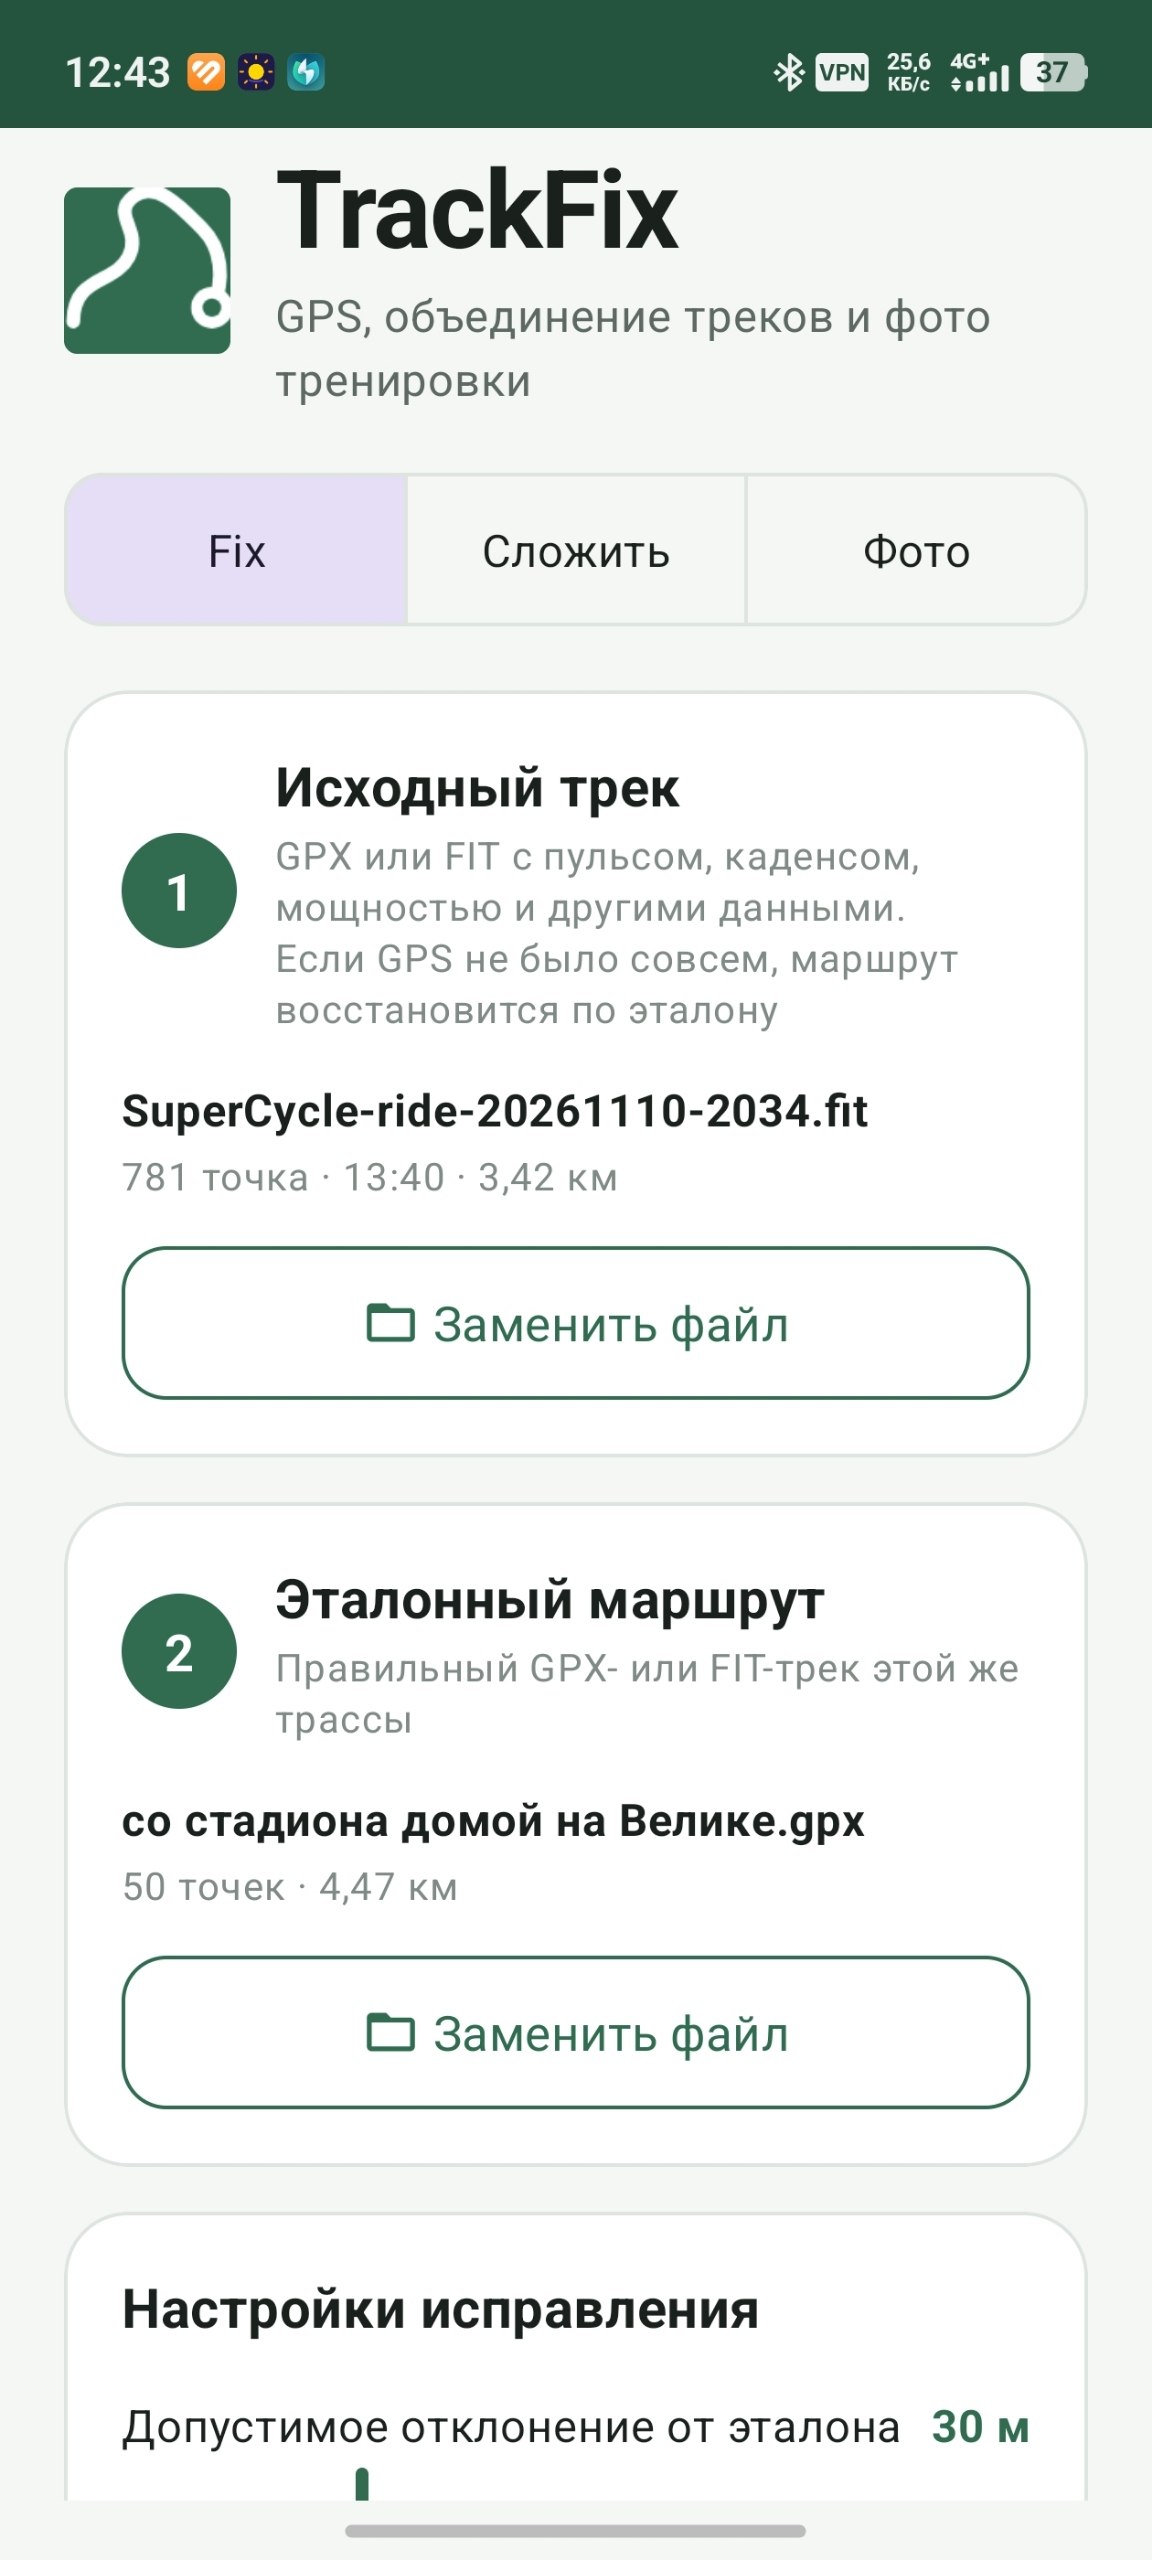 12:43
VPN
25,6
КБ/с
4G+
37
TrackFix
GPS, объединение треков и фото
тренировки
Fix
Сложить
Фото
Исходный трек
1
GPX или FIT с пульсом, каденсом,
мощностью и другими данными.
Если GPS не было совсем, маршрут
восстановится по эталону
SuperCycle-ride-20261110-2034.fit
781 точка · 13:40 · 3,42 км
Заменить файл
Эталонный маршрут
2
Правильный GPX- или FIT-трек этой же
трассы
со стадиона домой на Велике.gpx
50 точек · 4,47 км
Заменить файл
Настройки исправления
Допустимое отклонение от эталона 30 м